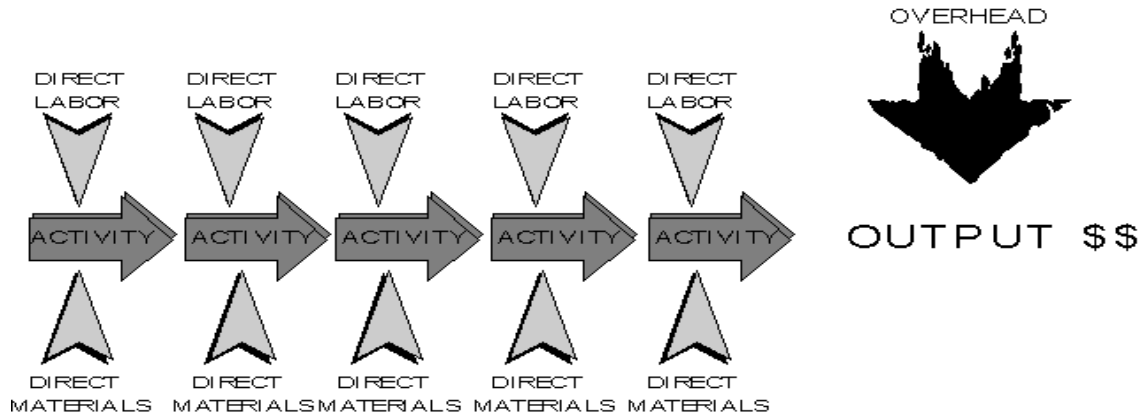 OVERHEAD
DIRECT LABOR
DIRECT LABOR
DIRECT LABOR
DIRECT LABOR
DIRECT LABOR
ACTIVITY ACTIVITY ACTIVITY ACTIVITY ACTIVITY OUTPUT $$
DIRECT MATERIALS
DIRECT MATERIALS
DIRECT MATERIALS
DIRECT MATERIALS
DIRECT MATERIALS